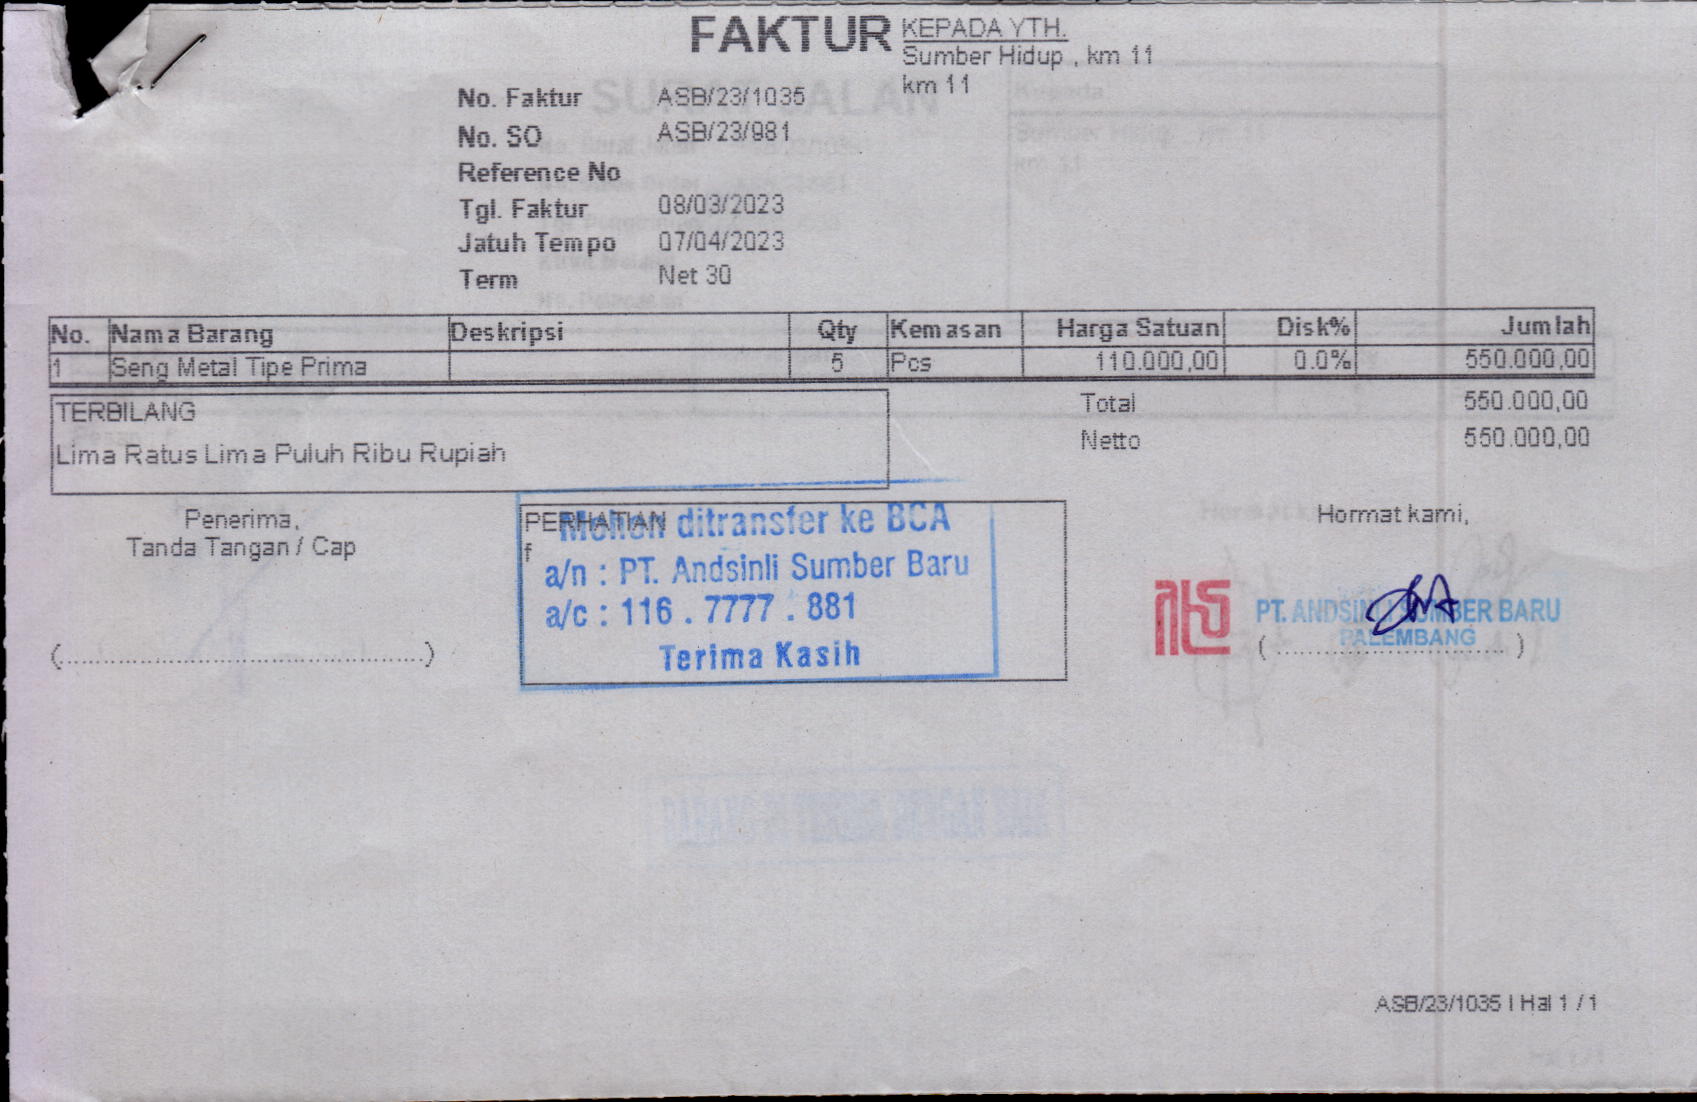 FAKTUR
KEPADA YTH.
Sumber Hidup , km 11
km 11
No. Faktur ASB/23/1035
No. SO ASB/23/981
Reference No
Tgl. Faktur 08/03/2023
Jatuh Tempo 07/04/2023
Term Net 30
No. Nama Barang Deskripsi Qty Kemasan Harga Satuan Disk% Jumlah
1 Seng Metal Tipe Prima 5 Pcs 110.000,00 0.0% 550.000,00
TERBILANG
Lima Ratus Lima Puluh Ribu Rupiah
Total 550.000,00
Netto 550.000,00
Penerima,
Tanda Tangan / Cap
(............................................)
PERHATIAN
f
Mohon ditransfer ke BCA
a/n : PT. Andsinli Sumber Baru
a/c : 116 . 7777 . 881
Terima Kasih
Hormat kami,
PT. ANDSINLI SUMBER BARU
PALEMBANG
( ............................ )
ASB/23/1035 | Hal 1 / 1